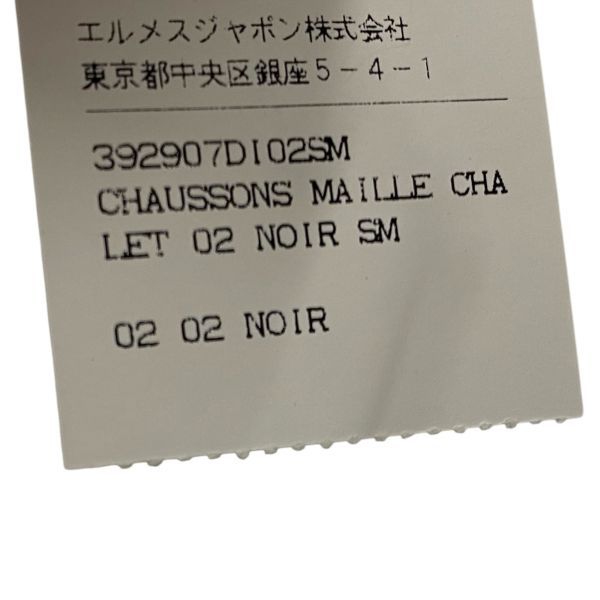 エルメスジャポン株式会社
東京都中央区銀座5-4-1
392907DI02SM
CHAUSSONS MAILLE CHA
LET 02 NOIR SM
02 02 NOIR